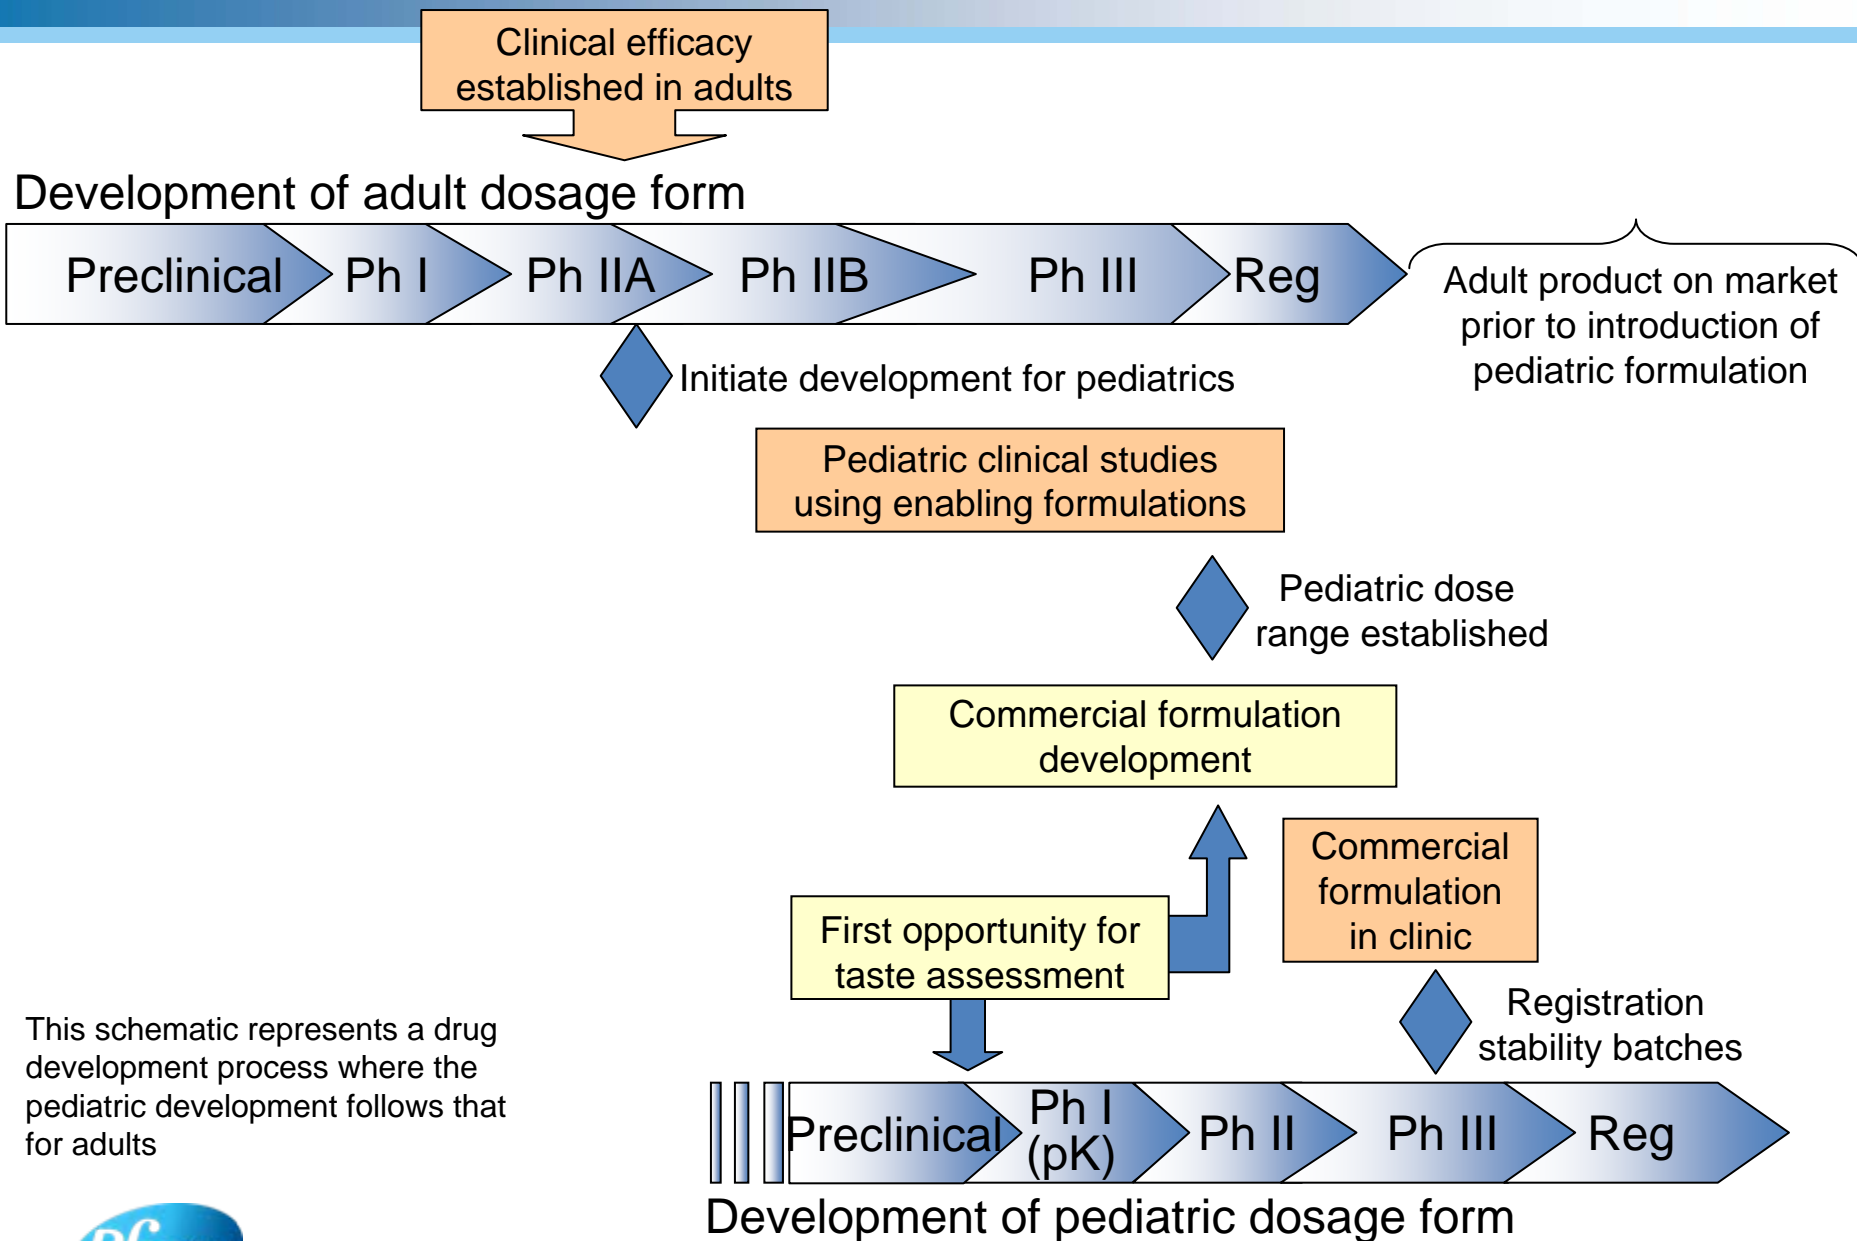 Clinical efficacy
established in adults
Development of adult dosage form
Preclinical
Ph I
Ph IIA
Ph IIB
Ph III
Reg
Adult product on market
prior to introduction of
pediatric formulation
Initiate development for pediatrics
Pediatric clinical studies
using enabling formulations
Pediatric dose
range established
Commercial formulation
development
Commercial
formulation
in clinic
First opportunity for
taste assessment
Registration
stability batches
This schematic represents a drug
development process where the
pediatric development follows that
for adults
Preclinical
Ph I
(pK)
Ph II
Ph III
Reg
Development of pediatric dosage form